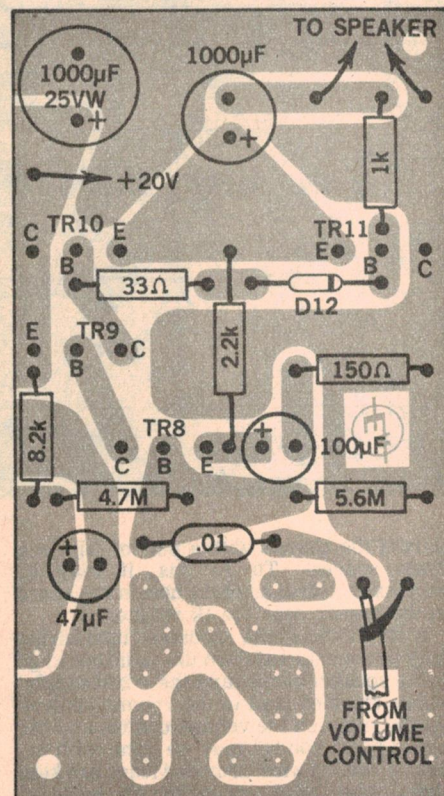 TO SPEAKER
1000µF
25VW
+
1000µF
+
1k
+20V
C
TR10
B
E
TR11
E
B
C
33Ω
D12
E
TR9
B
C
2.2k
150Ω
8.2k
TR8
C
B
E
+
100µF
4.7M
5.6M
+
.01
47µF
FROM
VOLUME
CONTROL